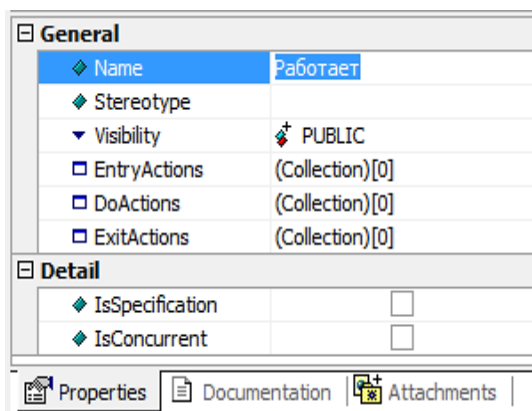 General
Name Работает
Stereotype
Visibility PUBLIC
EntryActions (Collection)[0]
DoActions (Collection)[0]
ExitActions (Collection)[0]
Detail
IsSpecification
IsConcurrent
Properties Documentation Attachments